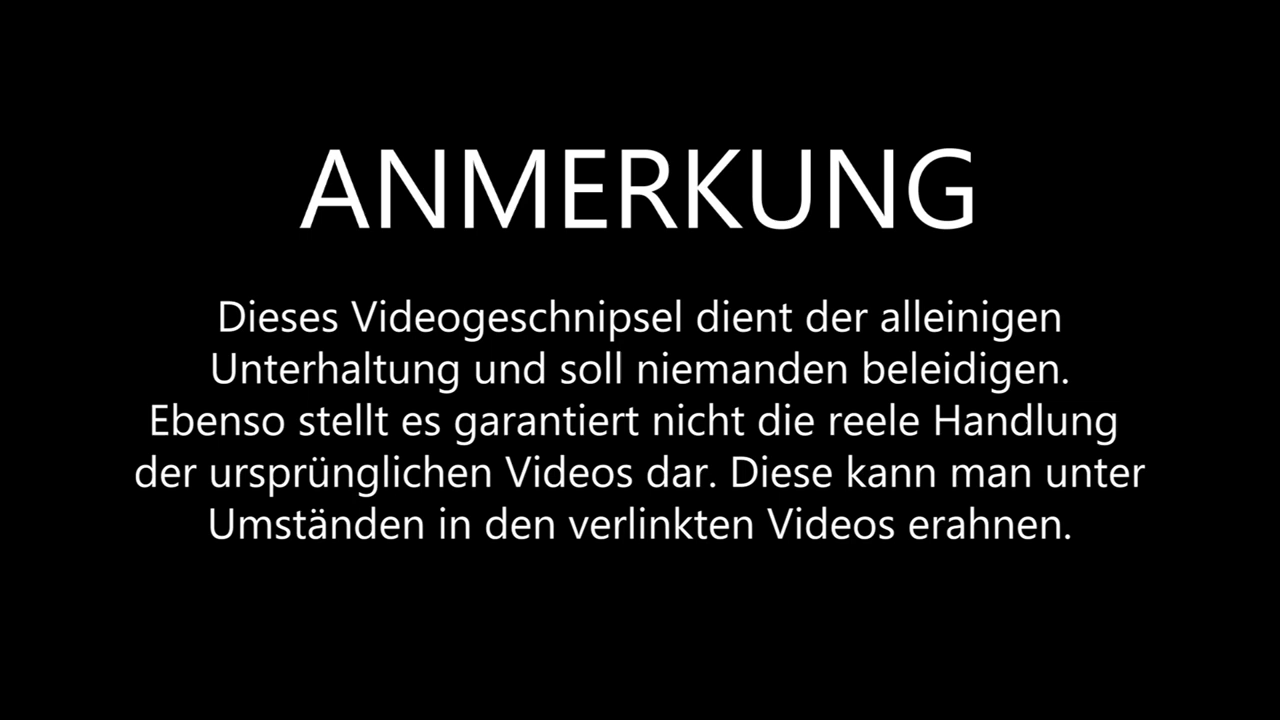 ANMERKUNG
Dieses Videogeschnipsel dient der alleinigen
Unterhaltung und soll niemanden beleidigen.
Ebenso stellt es garantiert nicht die reele Handlung
der ursprünglichen Videos dar. Diese kann man unter
Umständen in den verlinkten Videos erahnen.